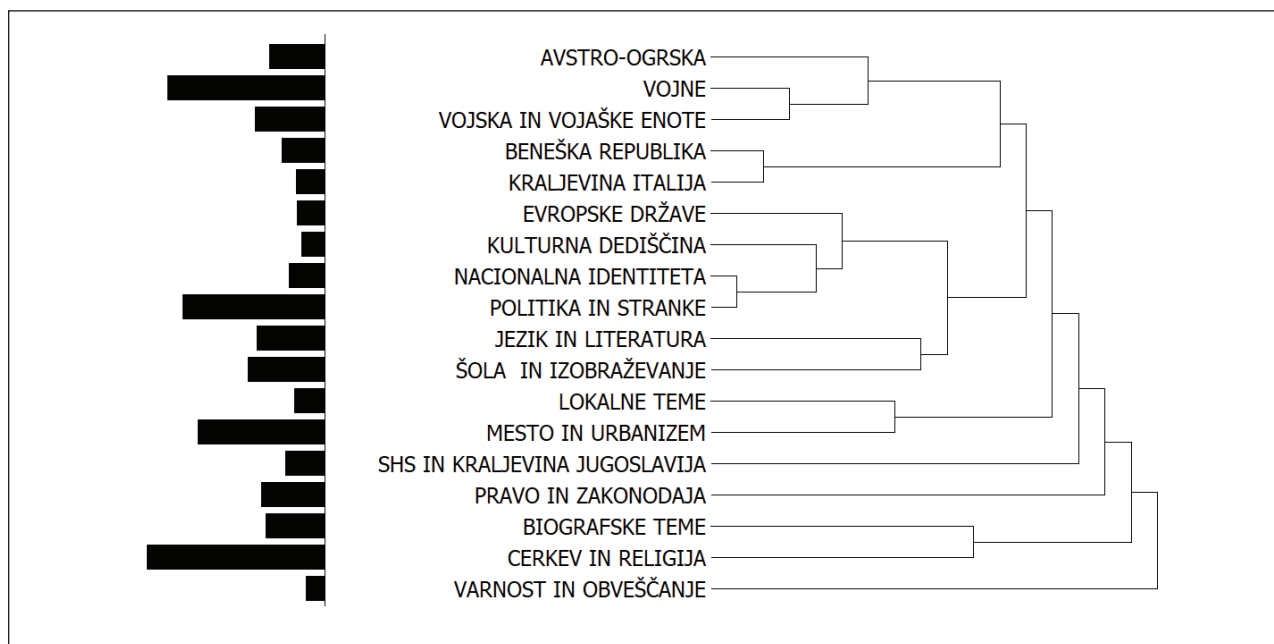 AVSTRO-OGRSKA
VOJNE
VOJSKA IN VOJAŠKE ENOTE
BENEŠKA REPUBLIKA
KRALJEVINA ITALIJA
EVROPSKE DRŽAVE
KULTURNA DEDIŠČINA
NACIONALNA IDENTITETA
POLITIKA IN STRANKE
JEZIK IN LITERATURA
ŠOLA  IN IZOBRAŽEVANJE
LOKALNE TEME
MESTO IN URBANIZEM
SHS IN KRALJEVINA JUGOSLAVIJA
PRAVO IN ZAKONODAJA
BIOGRAFSKE TEME
CERKEV IN RELIGIJA
VARNOST IN OBVEŠČANJE